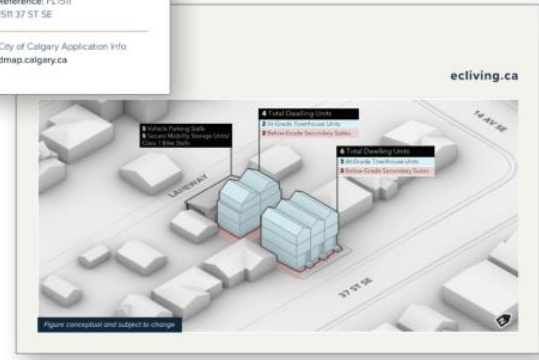 Reference: FL1511
1511 37 ST SE
City of Calgary Application Info:
dmap.calgary.ca
ecliving.ca
5 Vehicle Parking Stalls
5 Secure Mobility Storage Units/
Class 1 Bike Stalls
4 Total Dwelling Units
2 At-Grade Townhouse Units
2 Below-Grade Secondary Suites
6 Total Dwelling Units
3 At-Grade Townhouse Units
3 Below-Grade Secondary Suites
LANEWAY
14 AV SE
37 ST SE
Figure conceptual and subject to change